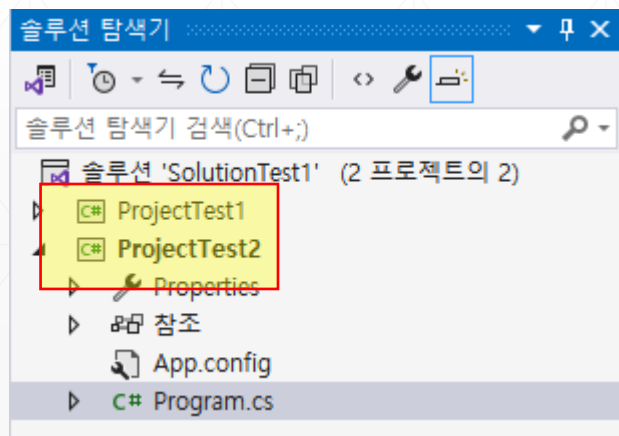 솔루션 탐색기
솔루션 탐색기 검색(Ctrl+;)
솔루션 'SolutionTest1' (2 프로젝트의 2)
C# ProjectTest1
C# ProjectTest2
Properties
참조
App.config
C# Program.cs